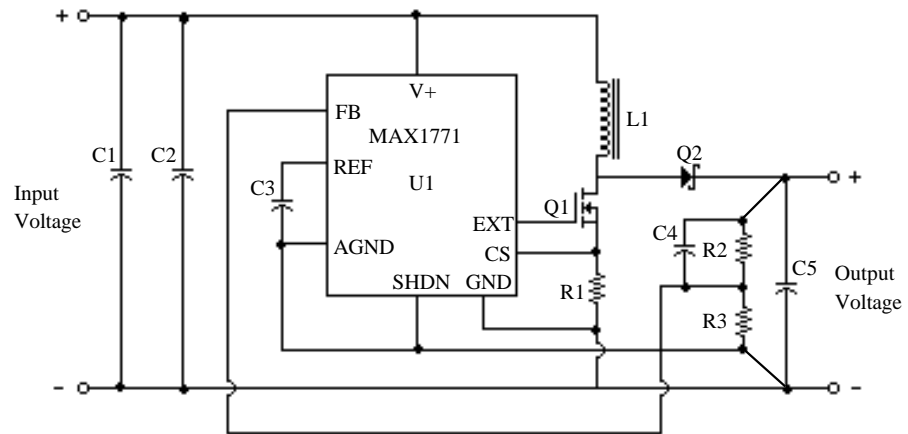 +
V+
FB
MAX1771
L1
C1
C2
REF
Q2
U1
C3
+
Input
Voltage
Q1
EXT
C4
R2
AGND
CS
C5
Output
Voltage
SHDN
GND
R1
R3
−
−